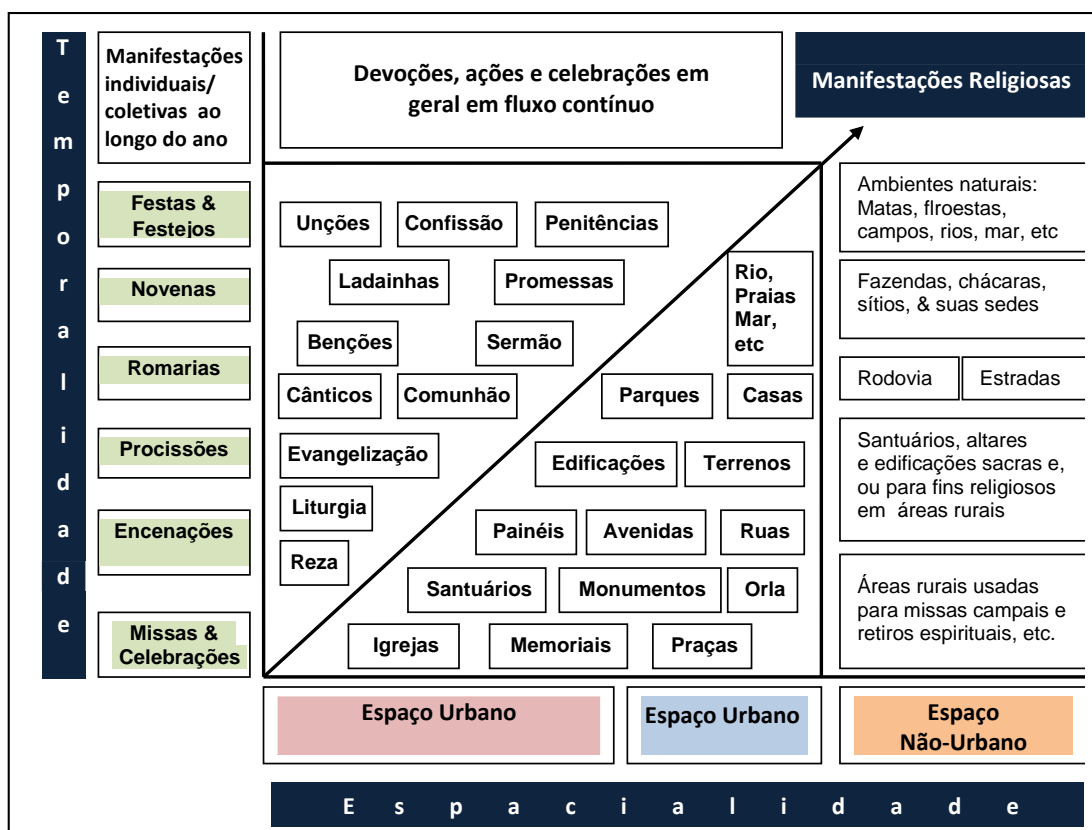 Temporalidade
Manifestações
individuais/
coletivas ao
longo do ano
Devoções, ações e celebrações em
geral em fluxo contínuo
Manifestações Religiosas
Festas &
Festejos
Novenas
Romarias
Procissões
Encenações
Missas &
Celebrações
Unções
Confissão
Penitências
Ladainhas
Promessas
Benções
Sermão
Cânticos
Comunhão
Evangelização
Liturgia
Reza
Rio,
Praias
Mar,
etc
Parques
Casas
Edificações
Terrenos
Painéis
Avenidas
Ruas
Santuários
Monumentos
Orla
Igrejas
Memoriais
Praças
Ambientes naturais:
Matas, flroestas,
campos, rios, mar, etc
Fazendas, chácaras,
sítios, & suas sedes
Rodovia
Estradas
Santuários, altares
e edificações sacras e,
ou para fins religiosos
em áreas rurais
Áreas rurais usadas
para missas campais e
retiros espirituais, etc.
Espaço Urbano
Espaço Urbano
Espaço
Não-Urbano
Espacialidade